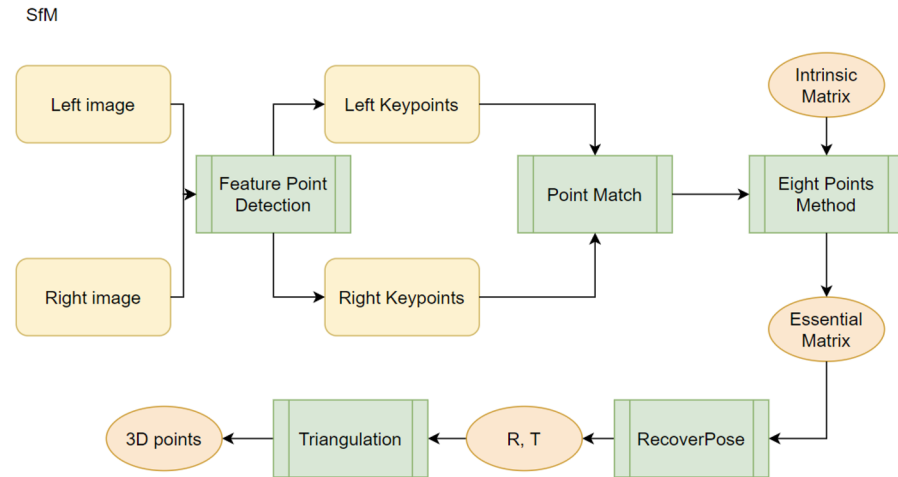 SfM
Left image
Left Keypoints
Intrinsic
Matrix
Feature Point
Detection
Point Match
Eight Points
Method
Right image
Right Keypoints
Essential
Matrix
3D points
Triangulation
R, T
RecoverPose